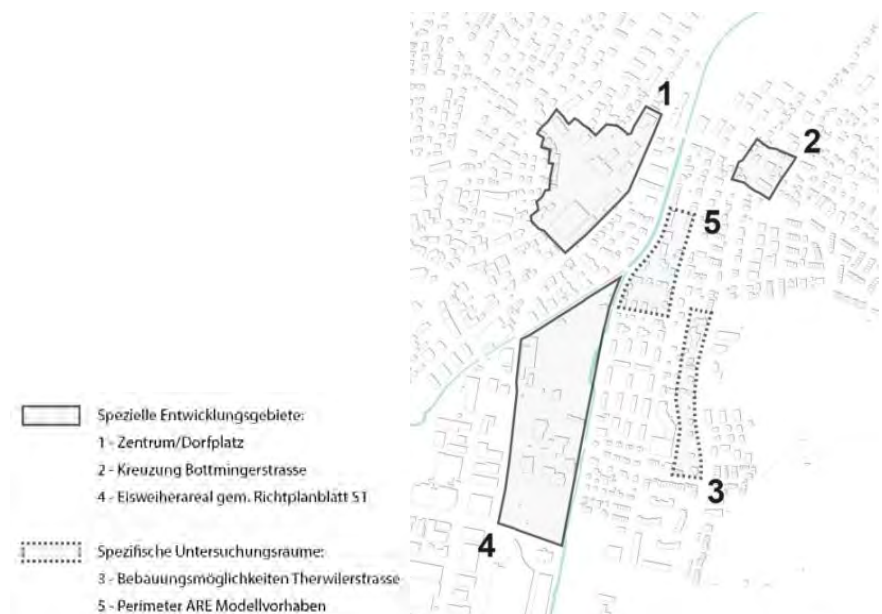 1
2
5
3
4
Spezielle Entwicklungsgebiete:
1 - Zentrum/Dorfplatz
2 - Kreuzung Bottmingerstrasse
4 - Eisweiherareal gem. Richtplanblatt S1
Spezifische Untersuchungsräume:
3 - Bebauungsmöglichkeiten Therwilerstrasse
5 - Perimeter ARE Modellvorhaben